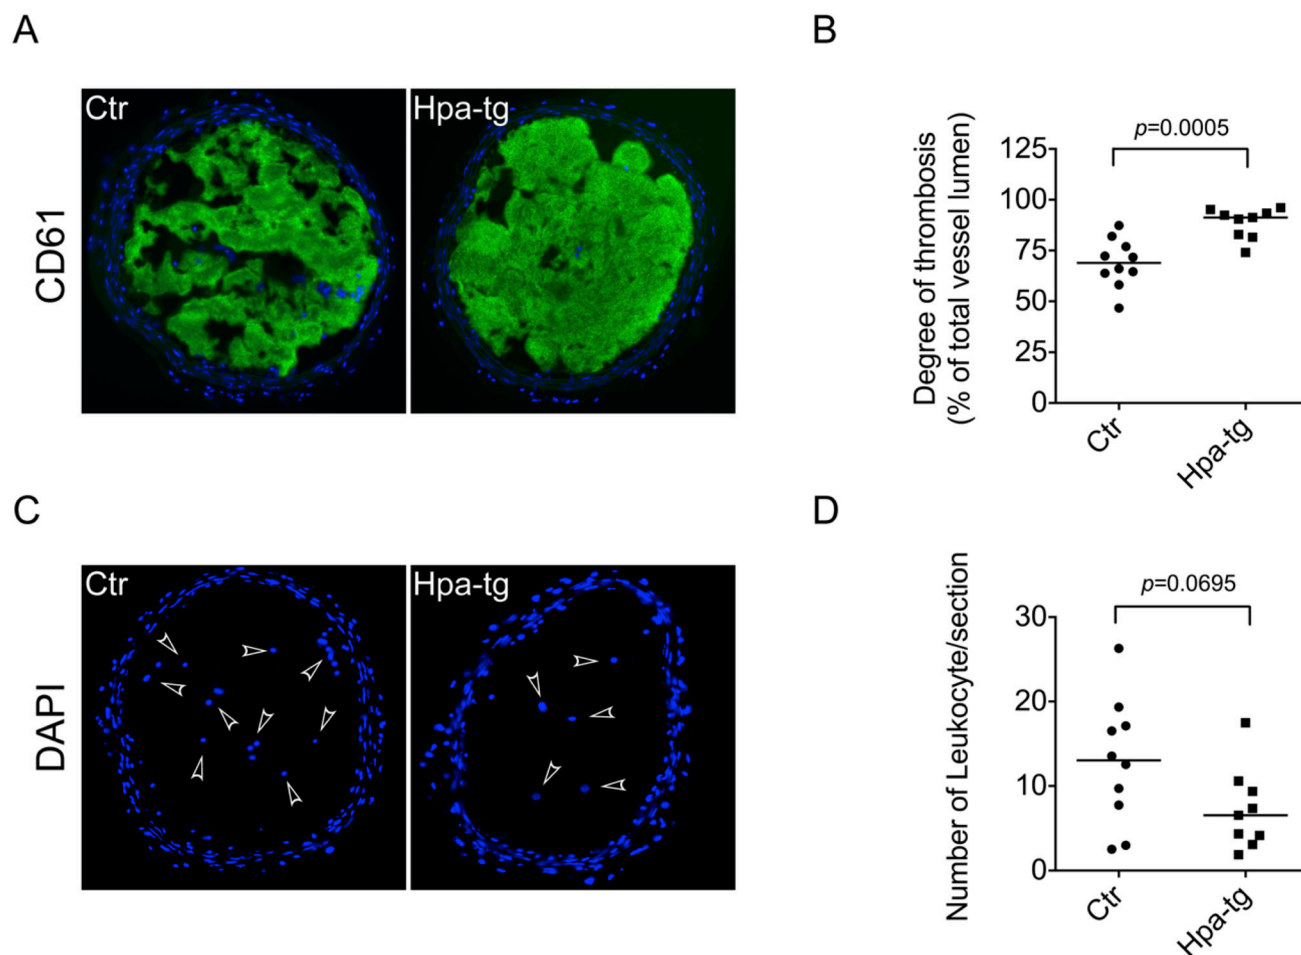 A
B
Ctr
Hpa-tg
CD61
Degree of thrombosis
(% of total vessel lumen)
p=0.0005
125
100
75
50
25
0
Ctr
Hpa-tg
C
D
Ctr
Hpa-tg
DAPI
Number of Leukocyte/section
p=0.0695
30
20
10
0
Ctr
Hpa-tg